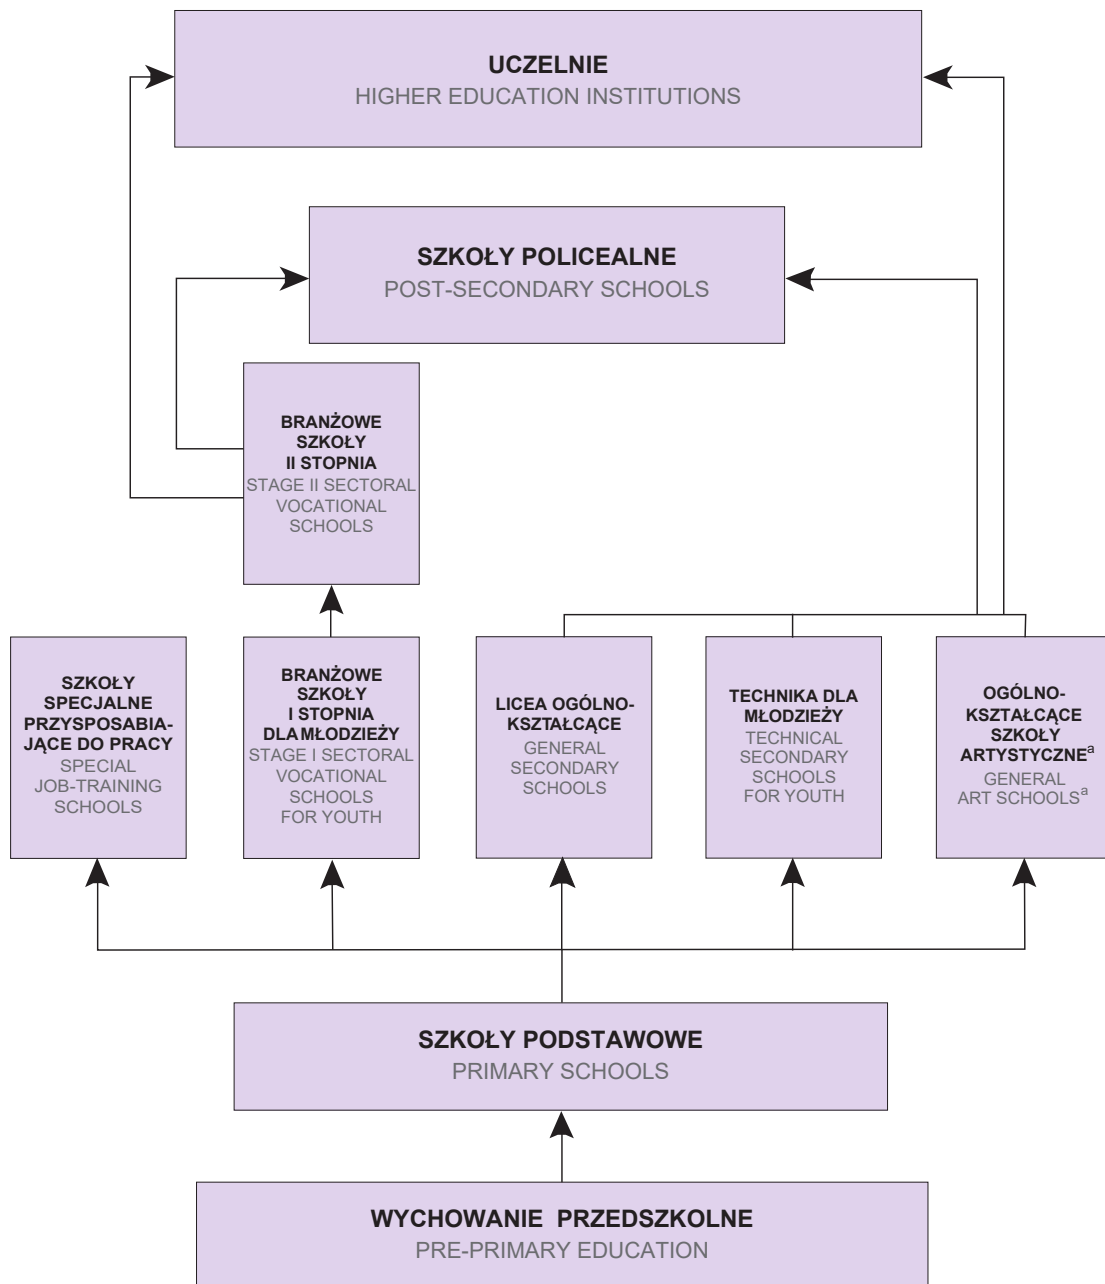 UCZELNIE
HIGHER EDUCATION INSTITUTIONS
SZKOŁY POLICEALNE
POST-SECONDARY SCHOOLS
BRANŻOWE
SZKOŁY
II STOPNIA
STAGE II SECTORAL
VOCATIONAL
SCHOOLS
SZKOŁY
SPECJALNE
PRZYSPOSABIA-
JĄCE DO PRACY
SPECIAL
JOB-TRAINING
SCHOOLS
BRANŻOWE
SZKOŁY
I STOPNIA
DLA MŁODZIEŻY
STAGE I SECTORAL
VOCATIONAL
SCHOOLS
FOR YOUTH
LICEA OGÓLNO-
KSZTAŁCĄCE
GENERAL
SECONDARY
SCHOOLS
TECHNIKA DLA
MŁODZIEŻY
TECHNICAL
SECONDARY
SCHOOLS
FOR YOUTH
OGÓLNO-
KSZTAŁCĄCE
SZKOŁY
ARTYSTYCZNEª
GENERAL
ART SCHOOLSª
SZKOŁY PODSTAWOWE
PRIMARY SCHOOLS
WYCHOWANIE PRZEDSZKOLNE
PRE-PRIMARY EDUCATION